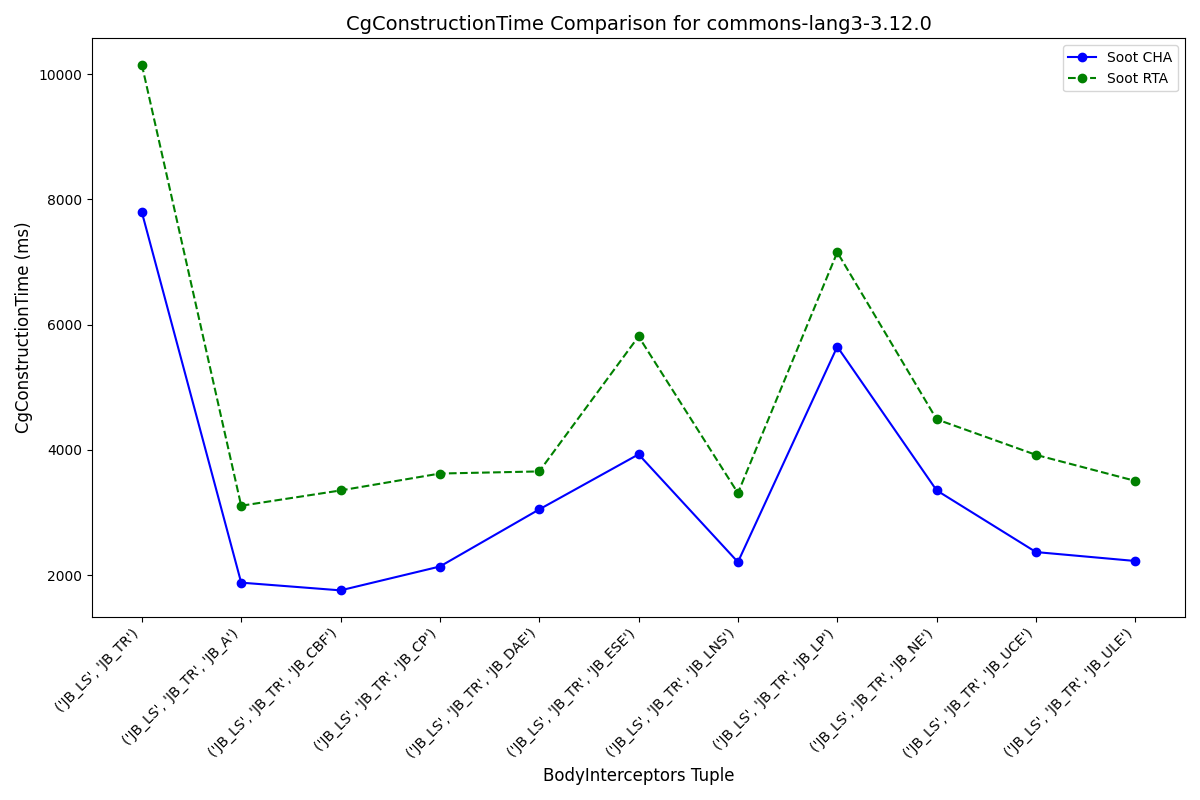 CgConstructionTime Comparison for commons-lang3-3.12.0
Soot CHA
Soot RTA
CgConstructionTime (ms)
10000
8000
6000
4000
2000
('JB_LS', 'JB_TR')
('JB_LS', 'JB_TR', 'JB_A')
('JB_LS', 'JB_TR', 'JB_CBF')
('JB_LS', 'JB_TR', 'JB_CP')
('JB_LS', 'JB_TR', 'JB_DAE')
('JB_LS', 'JB_TR', 'JB_ESE')
('JB_LS', 'JB_TR', 'JB_LNS')
('JB_LS', 'JB_TR', 'JB_LP')
('JB_LS', 'JB_TR', 'JB_NE')
('JB_LS', 'JB_TR', 'JB_UCE')
('JB_LS', 'JB_TR', 'JB_ULE')
BodyInterceptors Tuple